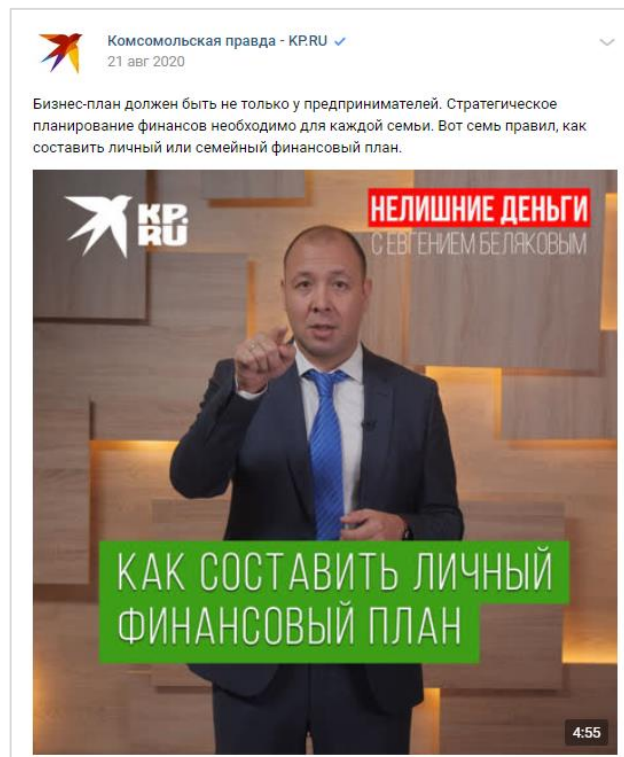 Комсомольская правда - KP.RU
21 авг 2020
Бизнес-план должен быть не только у предпринимателей. Стратегическое
планирование финансов необходимо для каждой семьи. Вот семь правил, как
составить личный или семейный финансовый план.
KP.
RU
НЕЛИШНИЕ ДЕНЬГИ
С ЕВГЕНИЕМ БЕЛЯКОВЫМ
КАК СОСТАВИТЬ ЛИЧНЫЙ
ФИНАНСОВЫЙ ПЛАН
4:55